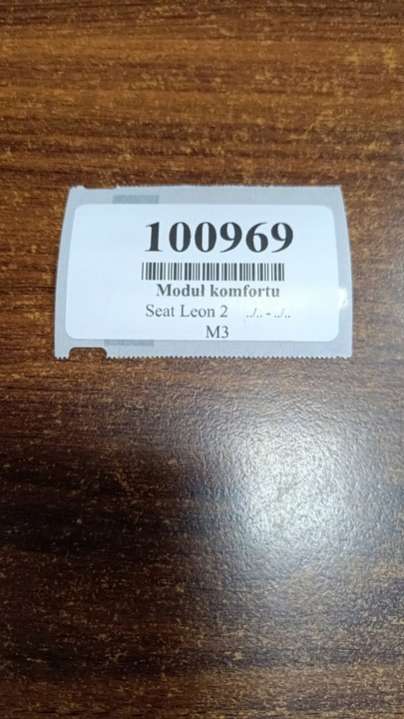 100969
Moduł komfortu
Seat Leon 2 ../.. - ../..
M3